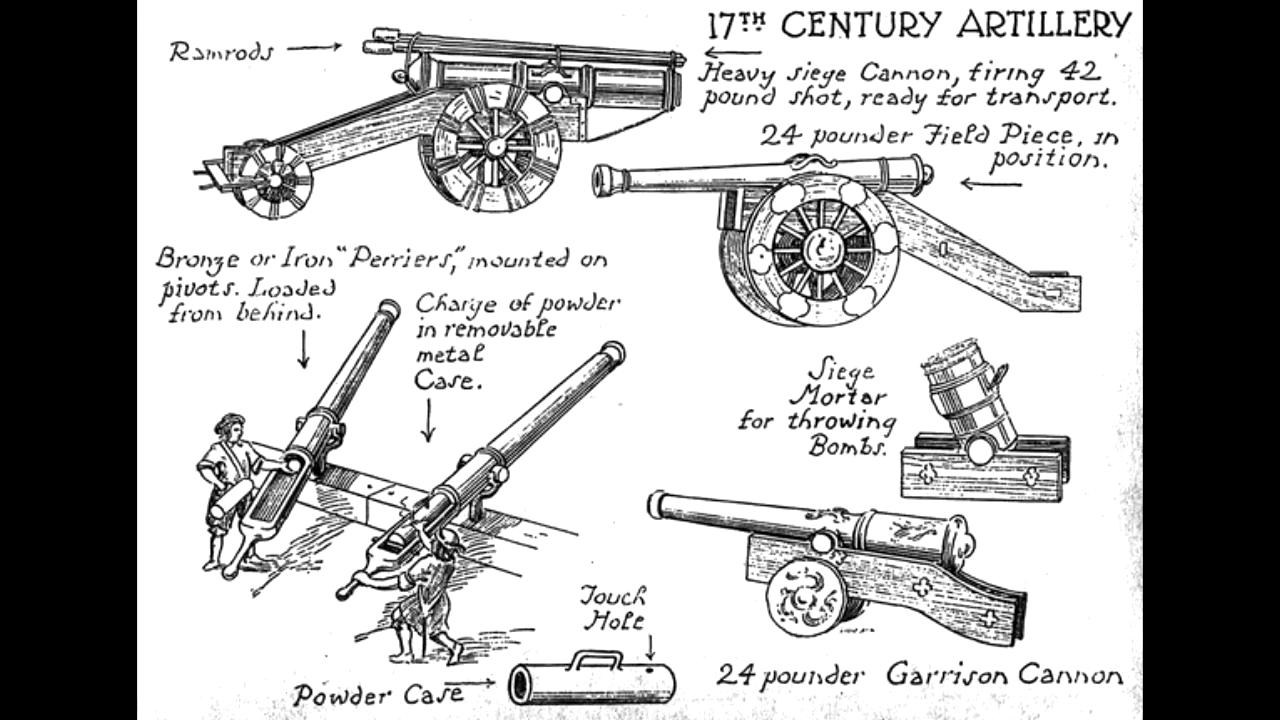 17TH CENTURY ARTILLERY
Ramrods
Heavy siege Cannon, firing 42
pound shot, ready for transport.
24 pounder Field Piece, in
position.
Bronze or Iron "Perriers," mounted on
pivots. Loaded
from behind.
Charge of powder
in removable
metal
Case.
Siege
Mortar
for throwing
Bombs.
Touch
Hole
Powder Case
24 pounder Garrison Cannon